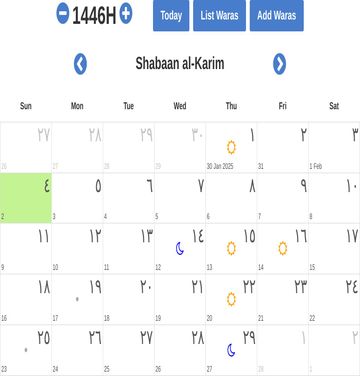 1446H
Today List Waras Add Waras
Shabaan al-Karim
Sun Mon Tue Wed Thu Fri Sat
٢٧ ٢٨ ٢٩ ٣٠ ١ ٢ ٣
26 27 28 29 30 Jan 2025 31 1 Feb
٤ ٥ ٦ ٧ ٨ ٩ ١٠
2 3 4 5 6 7 8
١١ ١٢ ١٣ ١٤ ١٥ ١٦ ١٧
9 10 11 12 13 14 15
١٨ ١٩ ٢٠ ٢١ ٢٢ ٢٣ ٢٤
16 17 18 19 20 21 22
٢٥ ٢٦ ٢٧ ٢٨ ٢٩ ١ ٢
23 24 25 26 27 28 1